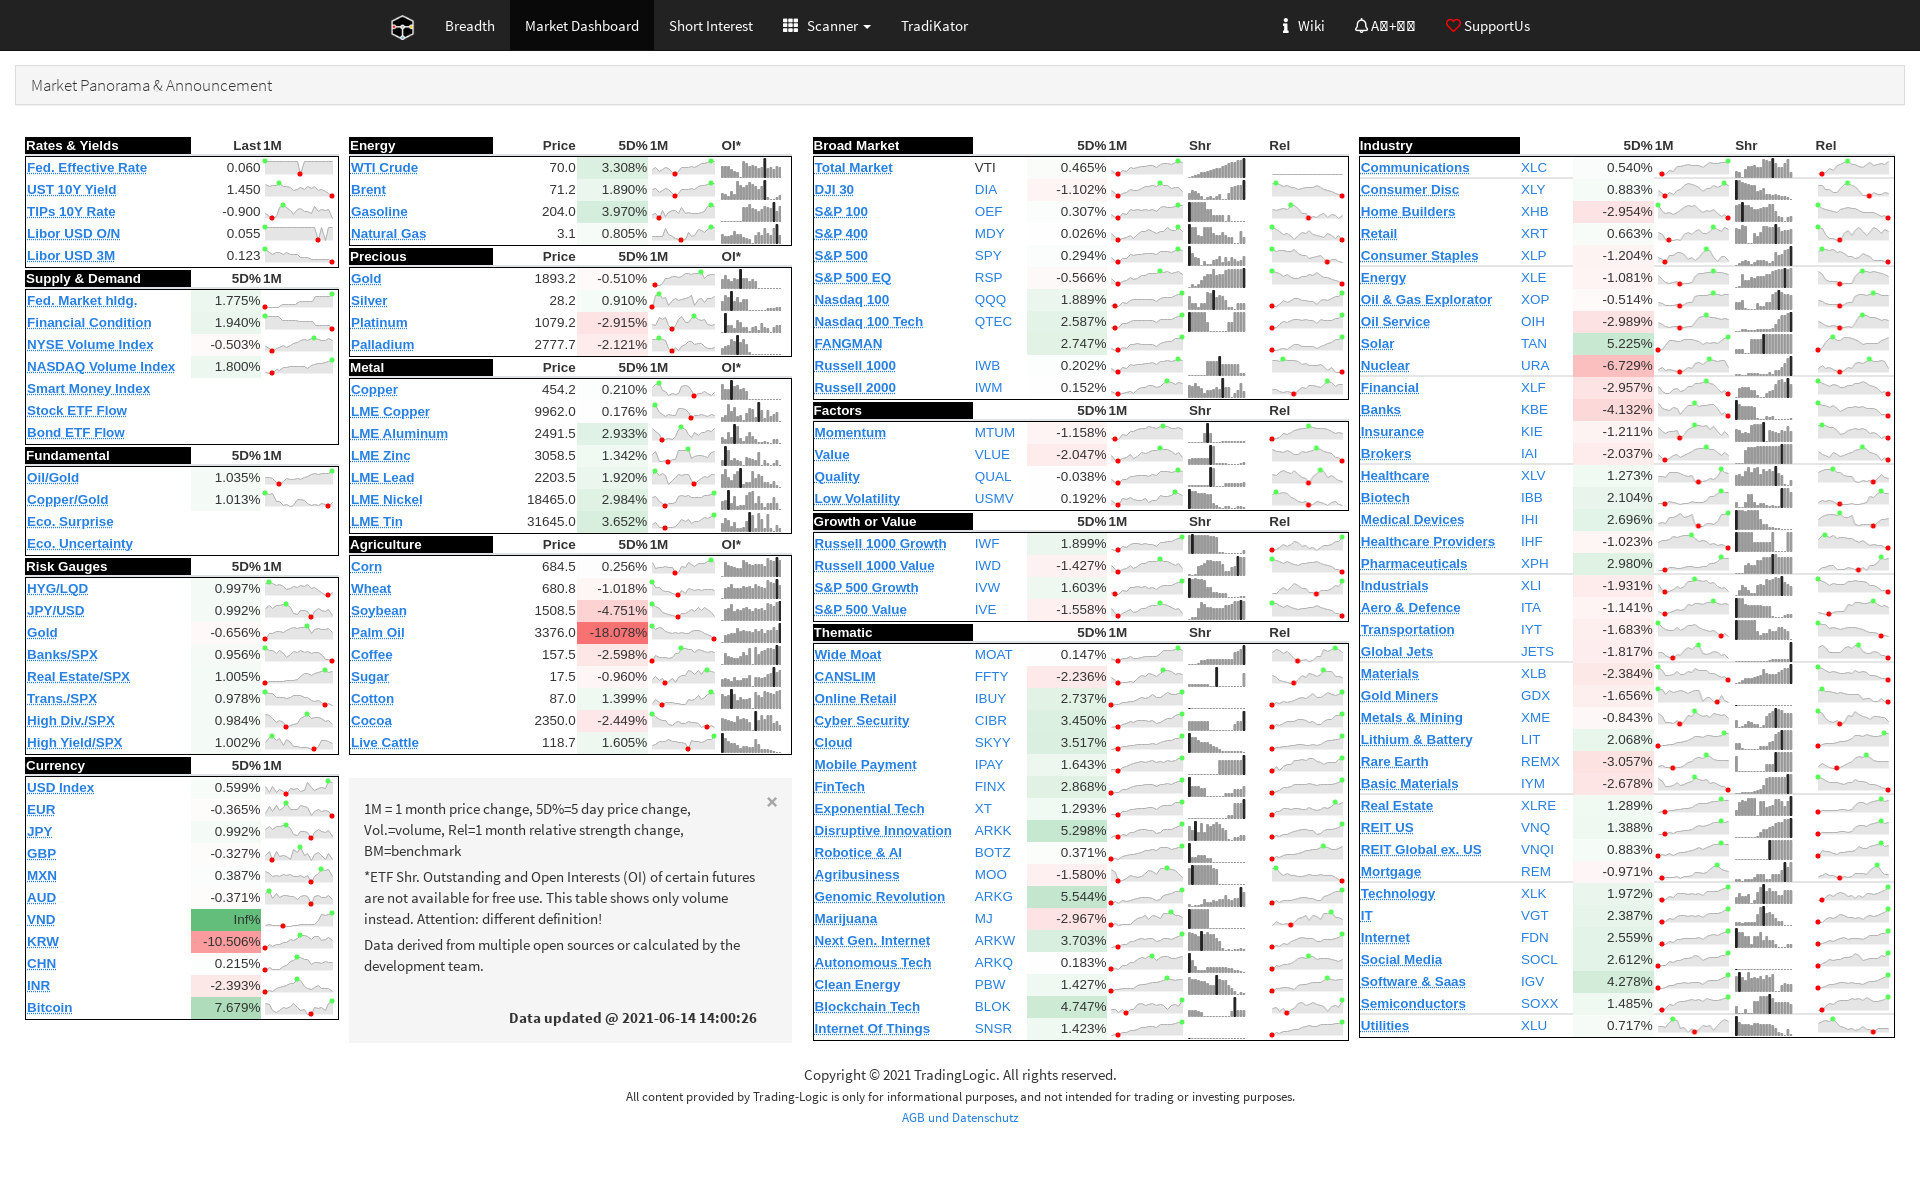 Breadth Market Dashboard Short Interest Scanner TradiKator Wiki SupportUs
Market Panorama & Announcement
Rates & Yields Last 1M
Fed. Effective Rate 0.060
UST 10Y Yield 1.450
TIPs 10Y Rate -0.900
Libor USD O/N 0.055
Libor USD 3M 0.123
Supply & Demand 5D% 1M
Fed. Market hldg. 1.775%
Financial Condition 1.940%
NYSE Volume Index -0.503%
NASDAQ Volume Index 1.800%
Smart Money Index
Stock ETF Flow
Bond ETF Flow
Fundamental 5D% 1M
Oil/Gold 1.035%
Copper/Gold 1.013%
Eco. Surprise
Eco. Uncertainty
Risk Gauges 5D% 1M
HYG/LQD 0.997%
JPY/USD 0.992%
Gold -0.656%
Banks/SPX 0.956%
Real Estate/SPX 1.005%
Trans./SPX 0.978%
High Div./SPX 0.984%
High Yield/SPX 1.002%
Currency 5D% 1M
USD Index 0.599%
EUR -0.365%
JPY 0.992%
GBP -0.327%
MXN 0.387%
AUD -0.371%
VND Inf%
KRW -10.506%
CHN 0.215%
INR -2.393%
Bitcoin 7.679%
Energy Price 5D% 1M OI*
WTI Crude 70.0 3.308%
Brent 71.2 1.890%
Gasoline 204.0 3.970%
Natural Gas 3.1 0.805%
Precious Price 5D% 1M OI*
Gold 1893.2 -0.510%
Silver 28.2 0.910%
Platinum 1079.2 -2.915%
Palladium 2777.7 -2.121%
Metal Price 5D% 1M OI*
Copper 454.2 0.210%
LME Copper 9962.0 0.176%
LME Aluminum 2491.5 2.933%
LME Zinc 3058.5 1.342%
LME Lead 2203.5 1.920%
LME Nickel 18465.0 2.984%
LME Tin 31645.0 3.652%
Agriculture Price 5D% 1M OI*
Corn 684.5 0.256%
Wheat 680.8 -1.018%
Soybean 1508.5 -4.751%
Palm Oil 3376.0 -18.078%
Coffee 157.5 -2.598%
Sugar 17.5 -0.960%
Cotton 87.0 1.399%
Cocoa 2350.0 -2.449%
Live Cattle 118.7 1.605%
×
1M = 1 month price change, 5D%=5 day price change,
Vol.=volume, Rel=1 month relative strength change,
BM=benchmark
*ETF Shr. Outstanding and Open Interests (OI) of certain futures
are not available for free use. This table shows only volume
instead. Attention: different definition!
Data derived from multiple open sources or calculated by the
development team.
Data updated @ 2021-06-14 14:00:26
Broad Market 5D% 1M Shr Rel
Total Market VTI 0.465%
DJI 30 DIA -1.102%
S&P 100 OEF 0.307%
S&P 400 MDY 0.026%
S&P 500 SPY 0.294%
S&P 500 EQ RSP -0.566%
Nasdaq 100 QQQ 1.889%
Nasdaq 100 Tech QTEC 2.587%
FANGMAN 2.747%
Russell 1000 IWB 0.202%
Russell 2000 IWM 0.152%
Factors 5D% 1M Shr Rel
Momentum MTUM -1.158%
Value VLUE -2.047%
Quality QUAL -0.038%
Low Volatility USMV 0.192%
Growth or Value 5D% 1M Shr Rel
Russell 1000 Growth IWF 1.899%
Russell 1000 Value IWD -1.427%
S&P 500 Growth IVW 1.603%
S&P 500 Value IVE -1.558%
Thematic 5D% 1M Shr Rel
Wide Moat MOAT 0.147%
CANSLIM FFTY -2.236%
Online Retail IBUY 2.737%
Cyber Security CIBR 3.450%
Cloud SKYY 3.517%
Mobile Payment IPAY 1.643%
FinTech FINX 2.868%
Exponential Tech XT 1.293%
Disruptive Innovation ARKK 5.298%
Robotice & AI BOTZ 0.371%
Agribusiness MOO -1.580%
Genomic Revolution ARKG 5.544%
Marijuana MJ -2.967%
Next Gen. Internet ARKW 3.703%
Autonomous Tech ARKQ 0.183%
Clean Energy PBW 1.427%
Blockchain Tech BLOK 4.747%
Internet Of Things SNSR 1.423%
Industry 5D% 1M Shr Rel
Communications XLC 0.540%
Consumer Disc XLY 0.883%
Home Builders XHB -2.954%
Retail XRT 0.663%
Consumer Staples XLP -1.204%
Energy XLE -1.081%
Oil & Gas Explorator XOP -0.514%
Oil Service OIH -2.989%
Solar TAN 5.225%
Nuclear URA -6.729%
Financial XLF -2.957%
Banks KBE -4.132%
Insurance KIE -1.211%
Brokers IAI -2.037%
Healthcare XLV 1.273%
Biotech IBB 2.104%
Medical Devices IHI 2.696%
Healthcare Providers IHF -1.023%
Pharmaceuticals XPH 2.980%
Industrials XLI -1.931%
Aero & Defence ITA -1.141%
Transportation IYT -1.683%
Global Jets JETS -1.817%
Materials XLB -2.384%
Gold Miners GDX -1.656%
Metals & Mining XME -0.843%
Lithium & Battery LIT 2.068%
Rare Earth REMX -3.057%
Basic Materials IYM -2.678%
Real Estate XLRE 1.289%
REIT US VNQ 1.388%
REIT Global ex. US VNQI 0.883%
Mortgage REM -0.971%
Technology XLK 1.972%
IT VGT 2.387%
Internet FDN 2.559%
Social Media SOCL 2.612%
Software & Saas IGV 4.278%
Semiconductors SOXX 1.485%
Utilities XLU 0.717%
Copyright © 2021 TradingLogic. All rights reserved.
All content provided by Trading-Logic is only for informational purposes, and not intended for trading or investing purposes.
AGB und Datenschutz